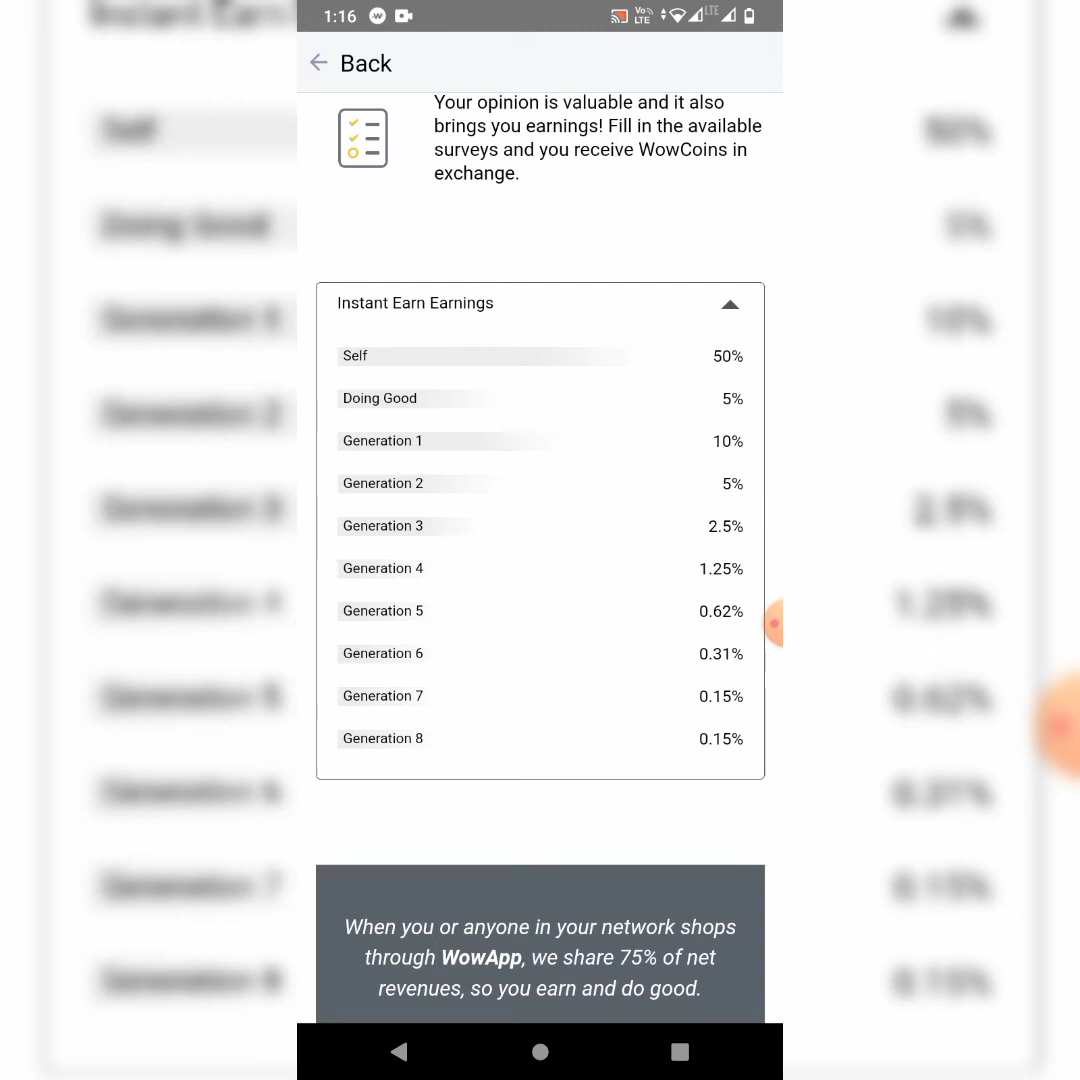 1:16
Vo
LTE
LTE
Back
Your opinion is valuable and it also
brings you earnings! Fill in the available
surveys and you receive WowCoins in
exchange.
Instant Earn Earnings
Self 50%
Doing Good 5%
Generation 1 10%
Generation 2 5%
Generation 3 2.5%
Generation 4 1.25%
Generation 5 0.62%
Generation 6 0.31%
Generation 7 0.15%
Generation 8 0.15%
When you or anyone in your network shops
through WowApp, we share 75% of net
revenues, so you earn and do good.